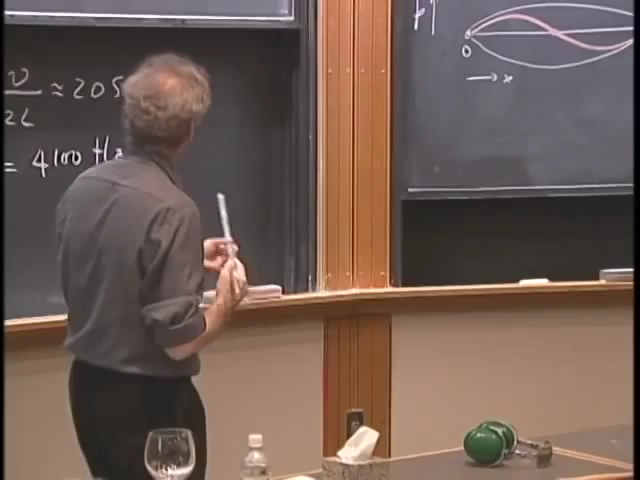 v
2L
≈ 205
= 4100 Hz
0
x